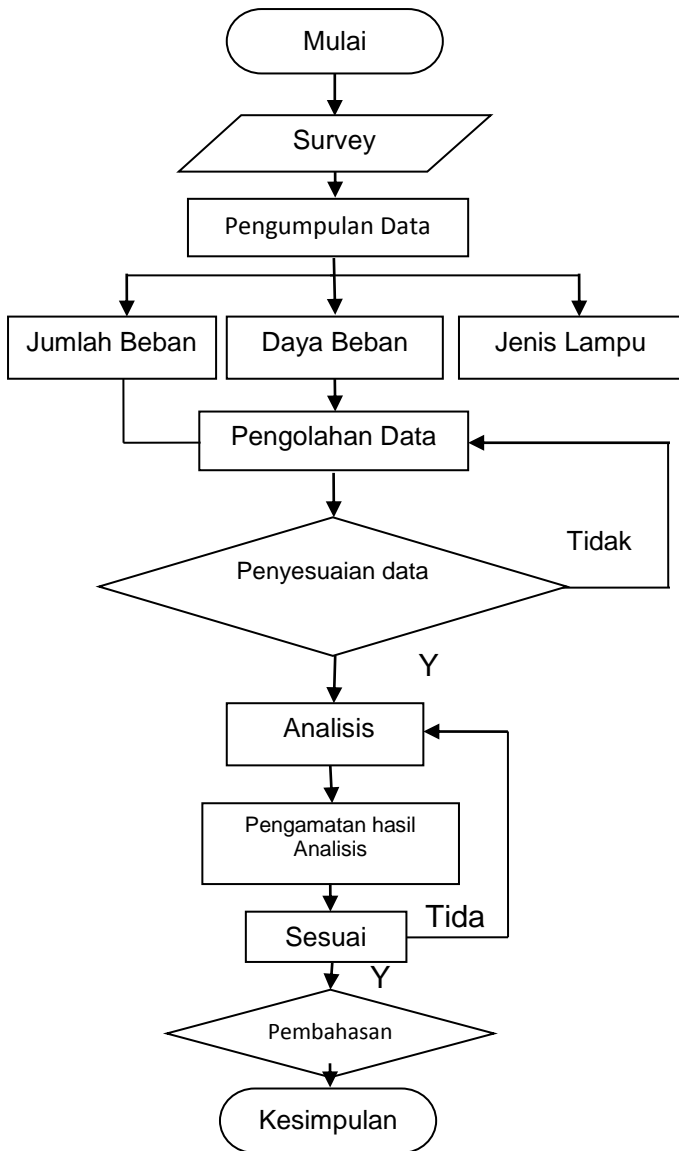 Mulai
Survey
Pengumpulan Data
Jumlah Beban
Daya Beban
Jenis Lampu
Pengolahan Data
Tidak
Penyesuaian data
Y
Analisis
Pengamatan hasil
Analisis
Tida
Sesuai
Y
Pembahasan
Kesimpulan